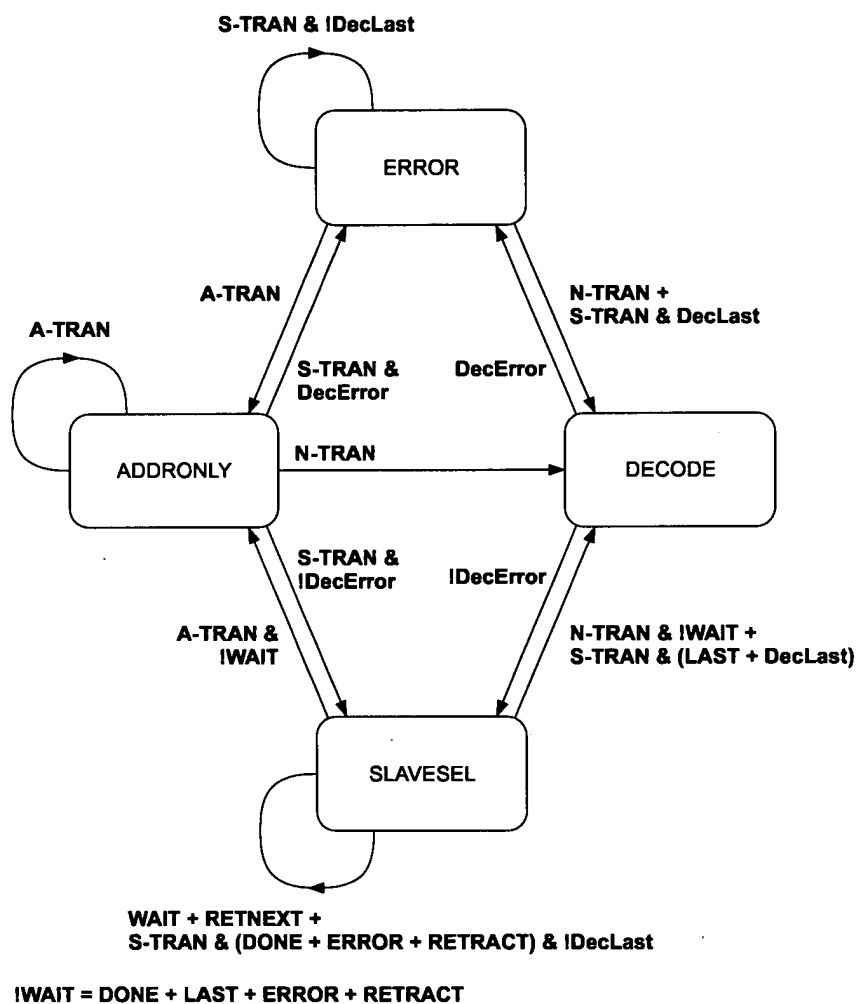 S-TRAN & !DecLast
ERROR
A-TRAN
N-TRAN +
S-TRAN & DecLast
A-TRAN
S-TRAN &
DecError
DecError
ADDRONLY
N-TRAN
DECODE
S-TRAN &
!DecError
!DecError
A-TRAN &
!WAIT
N-TRAN & !WAIT +
S-TRAN & (LAST + DecLast)
SLAVESEL
WAIT + RETNEXT +
S-TRAN & (DONE + ERROR + RETRACT) & !DecLast
!WAIT = DONE + LAST + ERROR + RETRACT